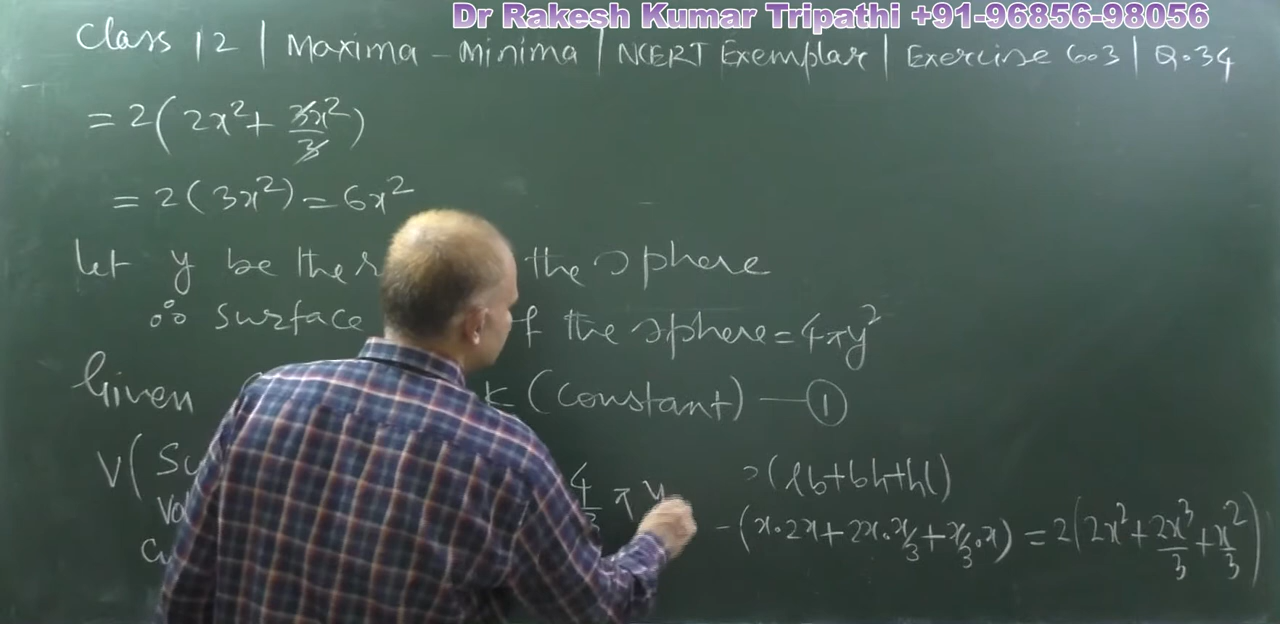 Dr Rakesh Kumar Tripathi +91-96856-98056
Class 12 | Maxima - Minima | NCERT Exemplar | Exercise 6.3 | Q.34
= 2(2x² + 3x²/3)
= 2(3x²) = 6x²
let y be the the sphere
∴ surface f the sphere = 4πy²
Given k (constant) — ①
V(Su
4/3 πy
(lb+bh+hl)
(x·2x+2x·x/3+x/3·x) = 2(2x²+2x³/3+x²/3)